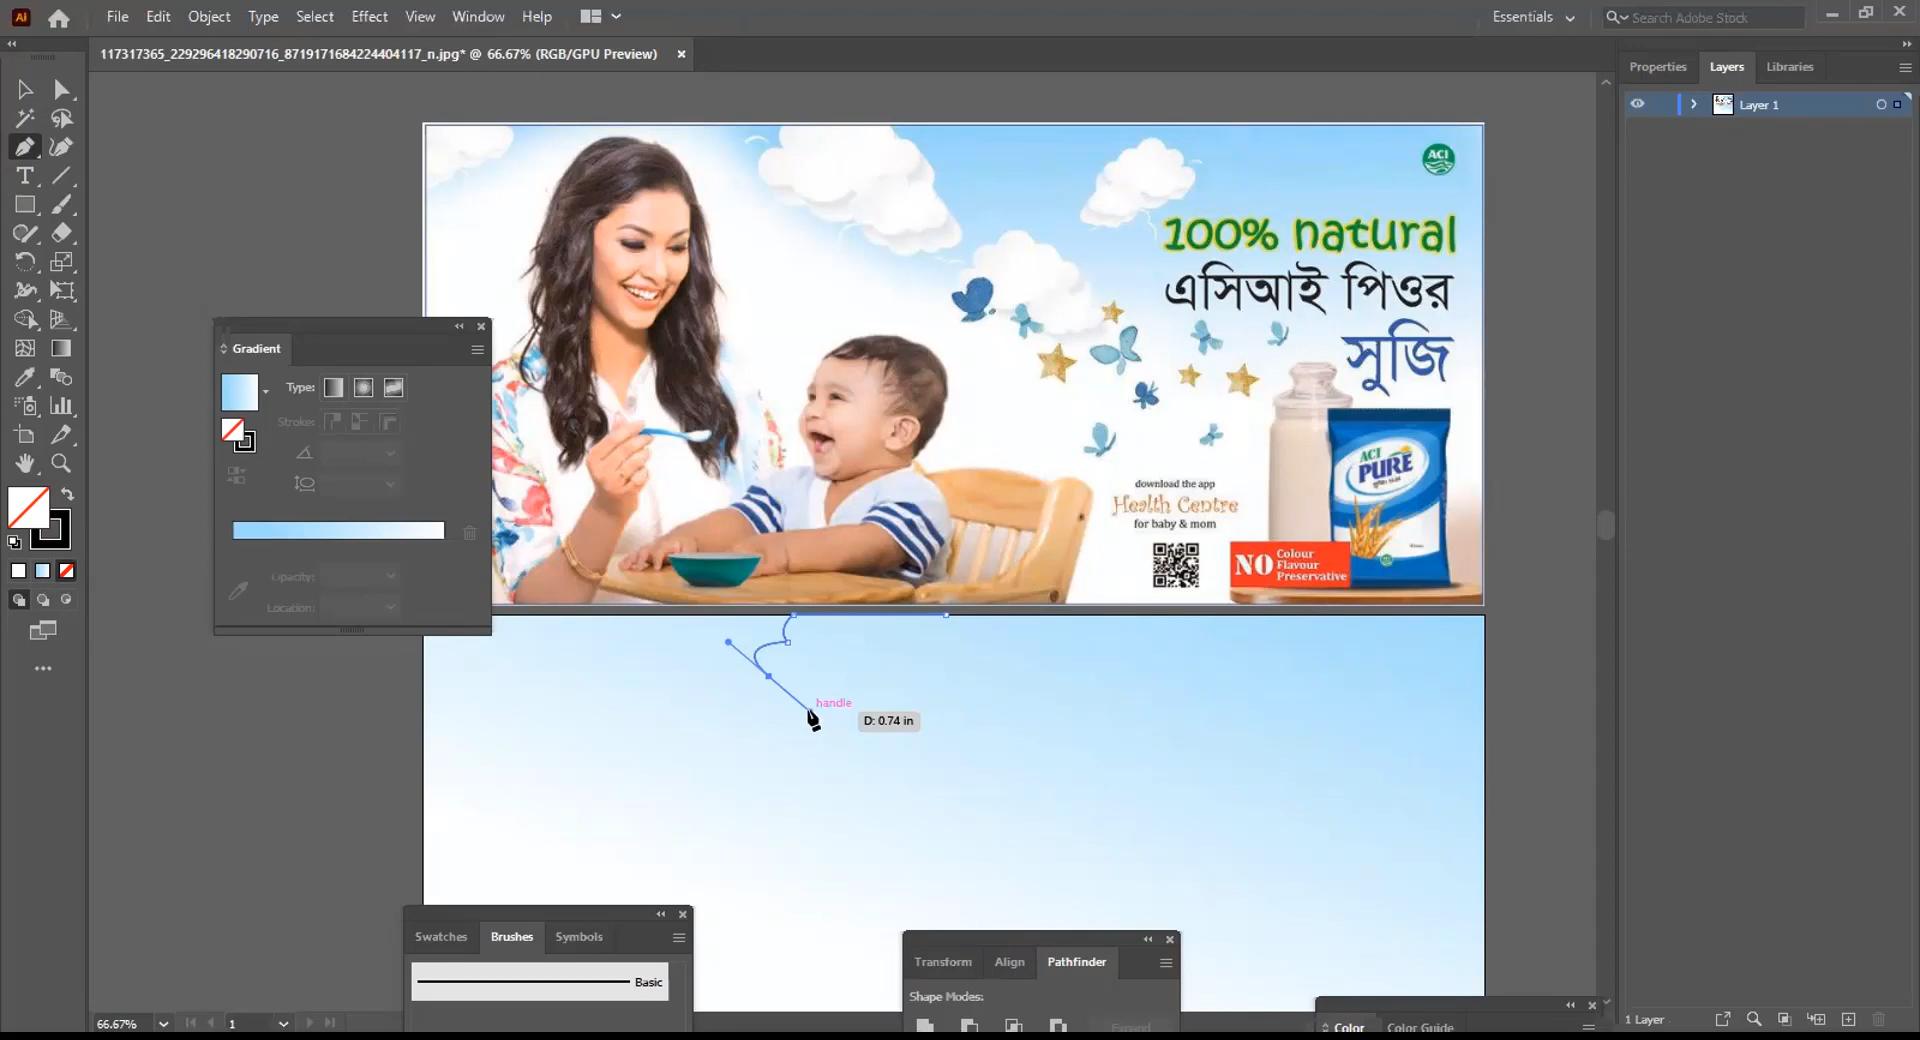 Ai File Edit Object Type Select Effect View Window Help Essentials Search Adobe Stock
117317365_229296418290716_8719171684224404117_n.jpg* @ 66.67% (RGB/GPU Preview)
Properties Layers Libraries
Layer 1
ACI
100% natural
এসিআই পিওর
সুজি
Gradient
Type:
Stroke:
Opacity:
Location:
ACI
PURE
download the app
Health Centre
for baby & mom
NO Colour
Flavour
Preservative
handle
D: 0.74 in
Swatches Brushes Symbols
Basic
Transform Align Pathfinder
Shape Modes:
Expand
Color Color Guide
66.67% 1
1 Layer